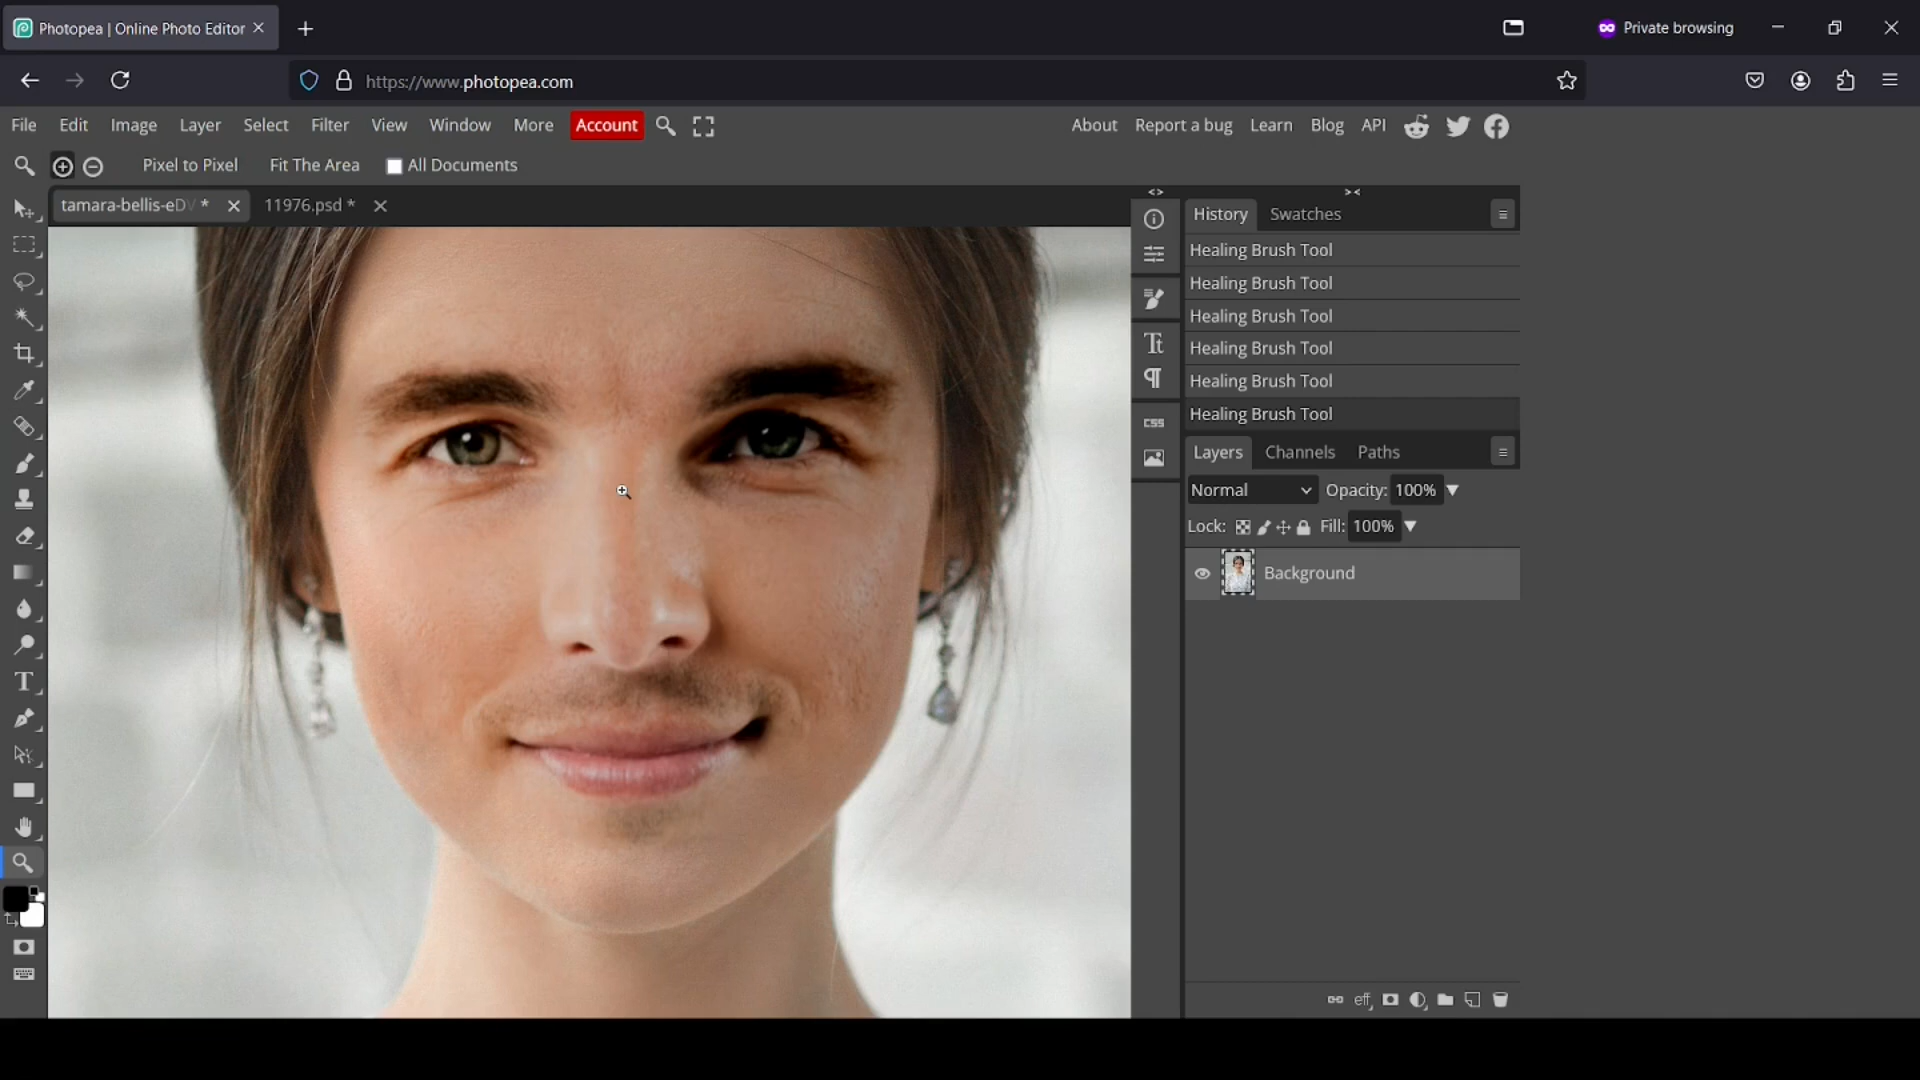 Photopea | Online Photo Editor
Private browsing
https://www.photopea.com
File Edit Image Layer Select Filter View Window More Account
About Report a bug Learn Blog API
Pixel to Pixel Fit The Area All Documents
tamara-bellis-eDV * 11976.psd *
History Swatches
Healing Brush Tool
Healing Brush Tool
Healing Brush Tool
Healing Brush Tool
Healing Brush Tool
Healing Brush Tool
CSS
Layers Channels Paths
Normal Opacity: 100%
Lock: Fill: 100%
Background
eff